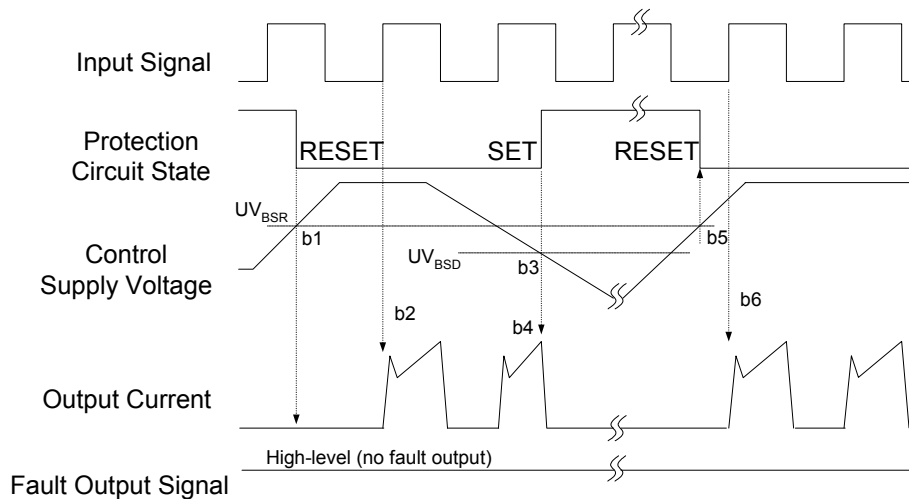 Input Signal
Protection
Circuit State
RESET
SET
RESET
UVBSR
b1
b5
UVBSD
b3
Control
Supply Voltage
b2
b4
b6
Output Current
High-level (no fault output)
Fault Output Signal